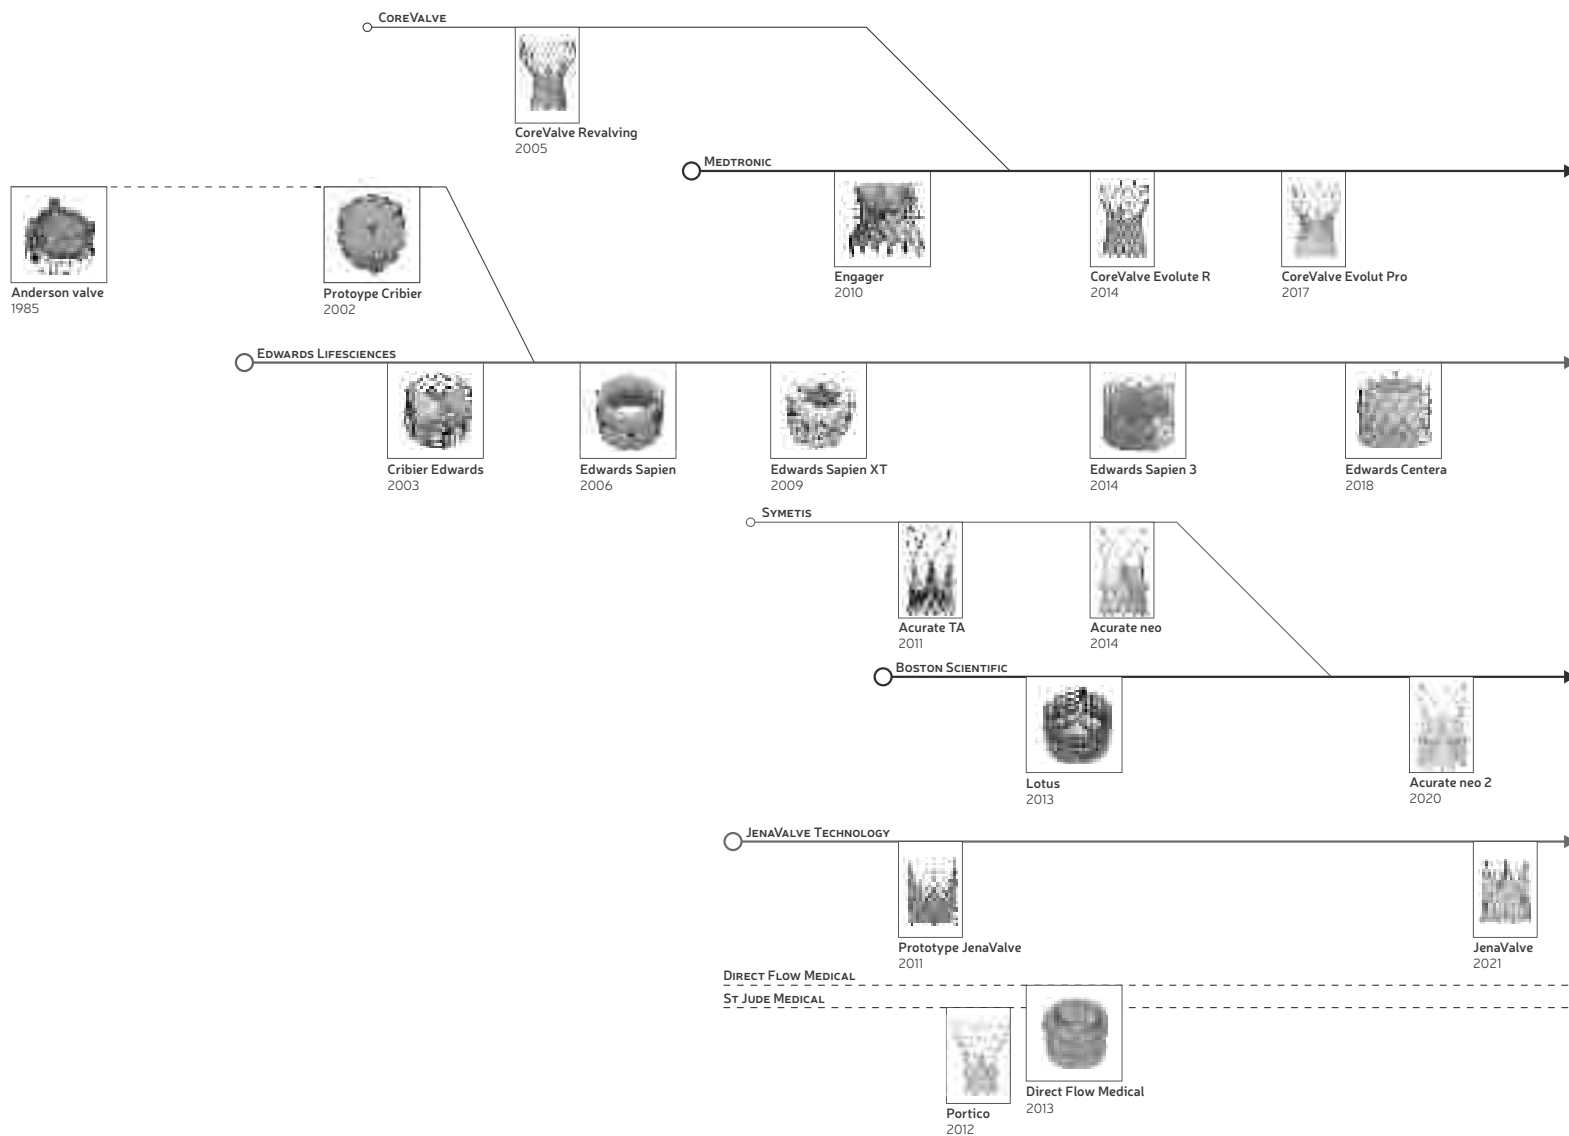 CoreValve
CoreValve Revalving
2005
Medtronic
Engager
2010
CoreValve Evolute R
2014
CoreValve Evolut Pro
2017
Anderson valve
1985
Protoype Cribier
2002
Edwards Lifesciences
Cribier Edwards
2003
Edwards Sapien
2006
Edwards Sapien XT
2009
Edwards Sapien 3
2014
Edwards Centera
2018
Symetis
Acurate TA
2011
Acurate neo
2014
Boston Scientific
Lotus
2013
Acurate neo 2
2020
JenaValve Technology
Prototype JenaValve
2011
JenaValve
2021
Direct Flow Medical
St Jude Medical
Portico
2012
Direct Flow Medical
2013